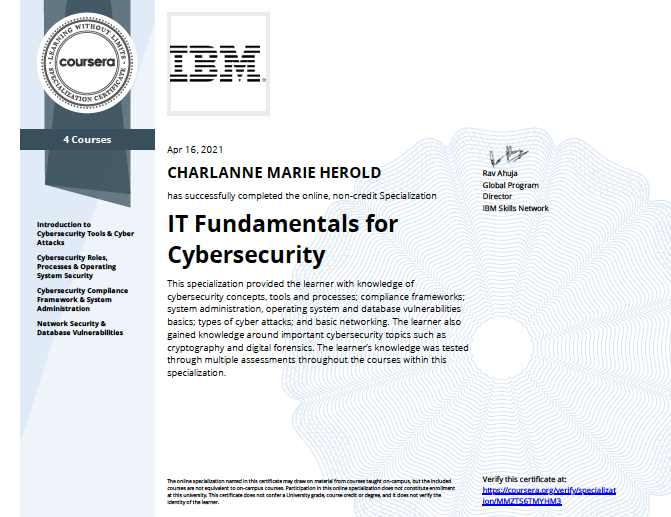 LEARNING WITHOUT LIMITS
coursera
SPECIALIZATION CERTIFICATE
IBM
4 Courses
Introduction to
Cybersecurity Tools & Cyber
Attacks
Cybersecurity Roles,
Processes & Operating
System Security
Cybersecurity Compliance
Framework & System
Administration
Network Security &
Database Vulnerabilities
Apr 16, 2021
CHARLANNE MARIE HEROLD
has successfully completed the online, non-credit Specialization
IT Fundamentals for
Cybersecurity
This specialization provided the learner with knowledge of
cybersecurity concepts, tools and processes; compliance frameworks;
system administration, operating system and database vulnerabilities
basics; types of cyber attacks; and basic networking. The learner also
gained knowledge around important cybersecurity topics such as
cryptography and digital forensics. The learner's knowledge was tested
through multiple assessments throughout the courses within this
specialization.
Rav Ahuja
Global Program
Director
IBM Skills Network
The online specialization named in this certificate may draw on material from courses taught on-campus, but the included
courses are not equivalent to on-campus courses. Participation in this online specialization does not constitute enrollment
at this university. This certificate does not confer a University grade, course credit or degree, and it does not verify the
identity of the learner.
Verify this certificate at:
https://coursera.org/verify/specializat
ion/MMZTS6TMYHM3